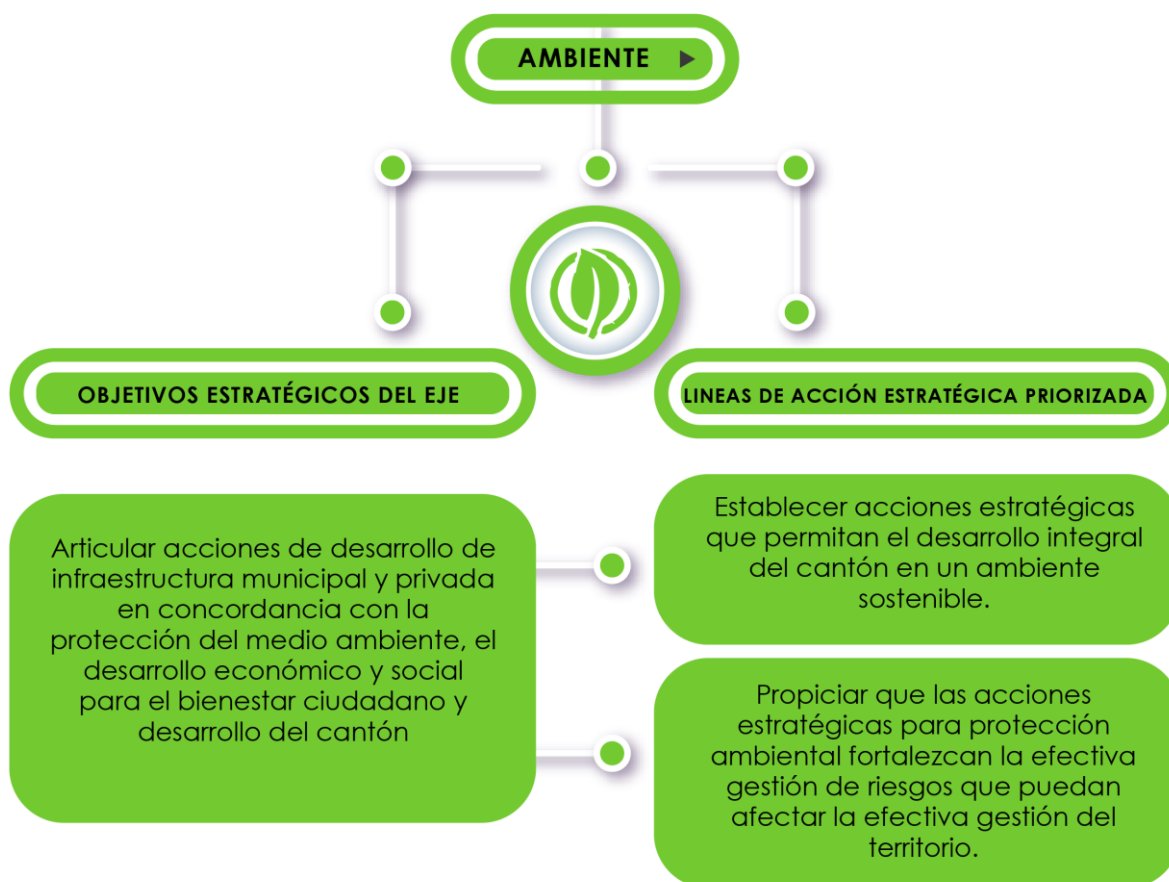 AMBIENTE
OBJETIVOS ESTRATÉGICOS DEL EJE
LINEAS DE ACCIÓN ESTRATÉGICA PRIORIZADA
Articular acciones de desarrollo de
infraestructura municipal y privada
en concordancia con la
protección del medio ambiente, el
desarrollo económico y social
para el bienestar ciudadano y
desarrollo del cantón
Establecer acciones estratégicas
que permitan el desarrollo integral
del cantón en un ambiente
sostenible.
Propiciar que las acciones
estratégicas para protección
ambiental fortalezcan la efectiva
gestión de riesgos que puedan
afectar la efectiva gestión del
territorio.